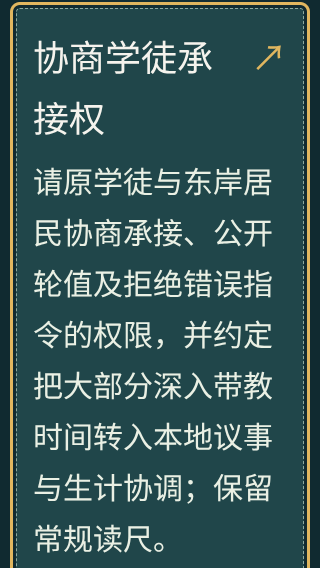 协商学徒承
接权
请原学徒与东岸居
民协商承接、公开
轮值及拒绝错误指
令的权限，并约定
把大部分深入带教
时间转入本地议事
与生计协调；保留
常规读尺。